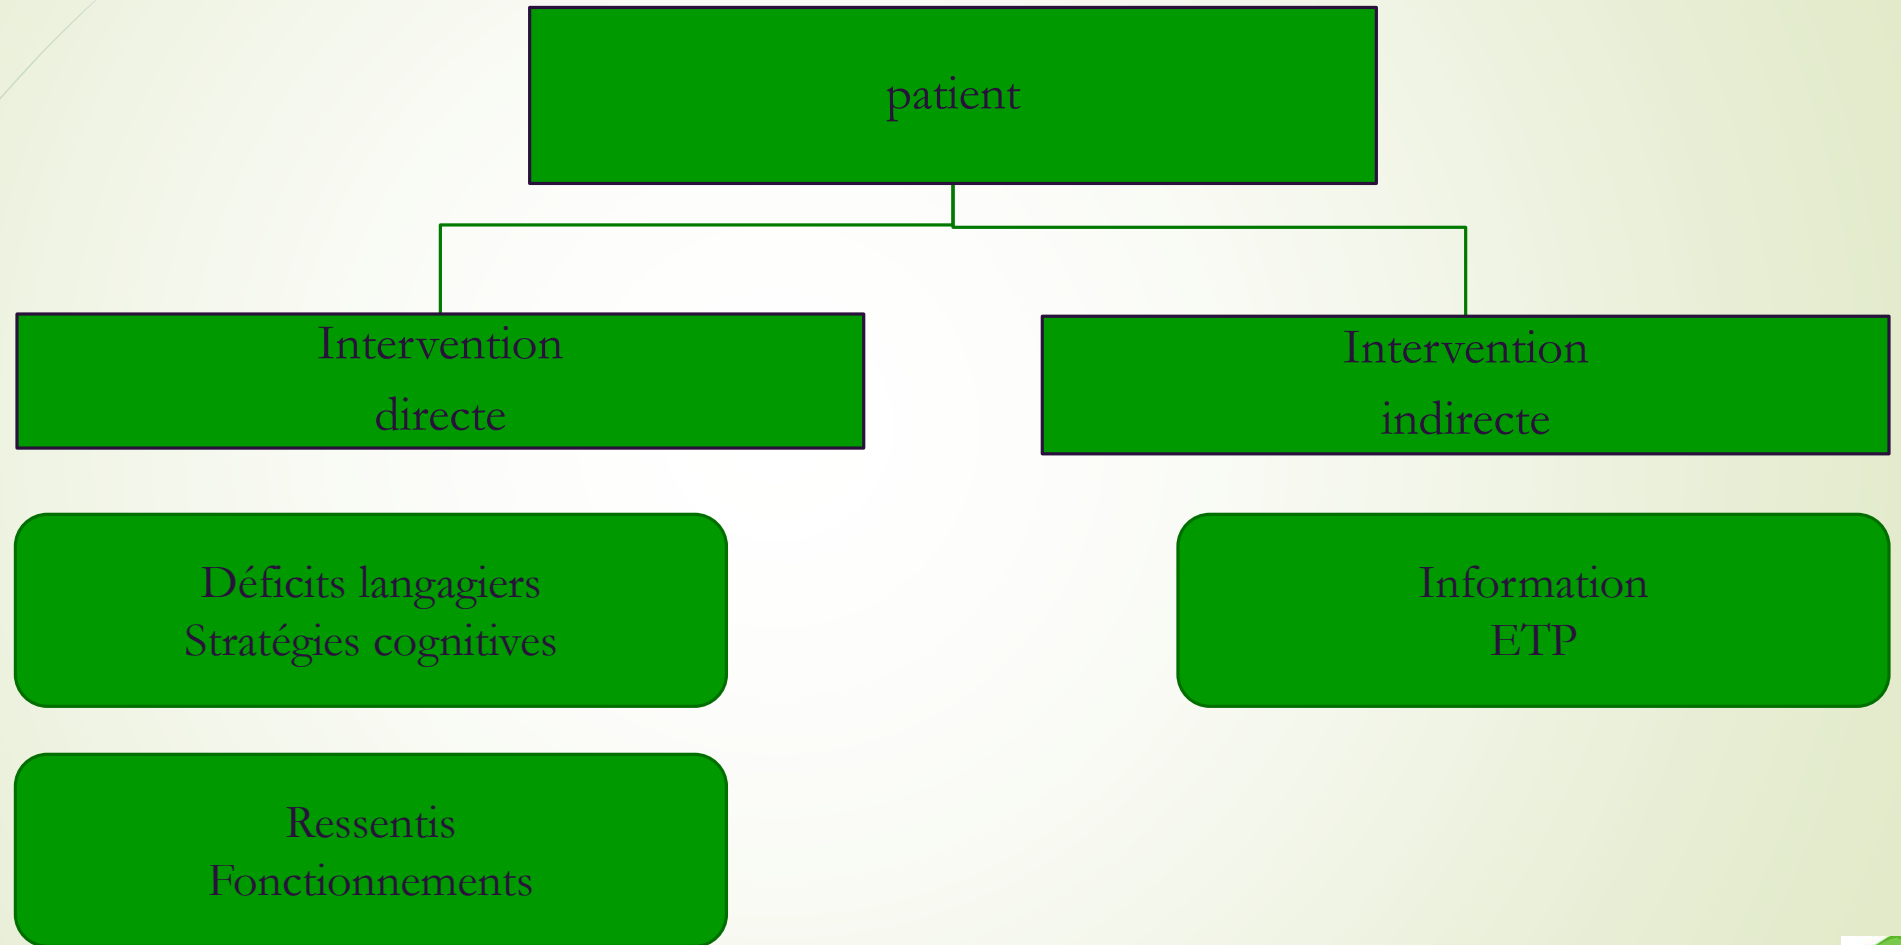 patient
Intervention
directe
Intervention
indirecte
Déficits langagiers
Stratégies cognitives
Information
ETP
Ressentis
Fonctionnements